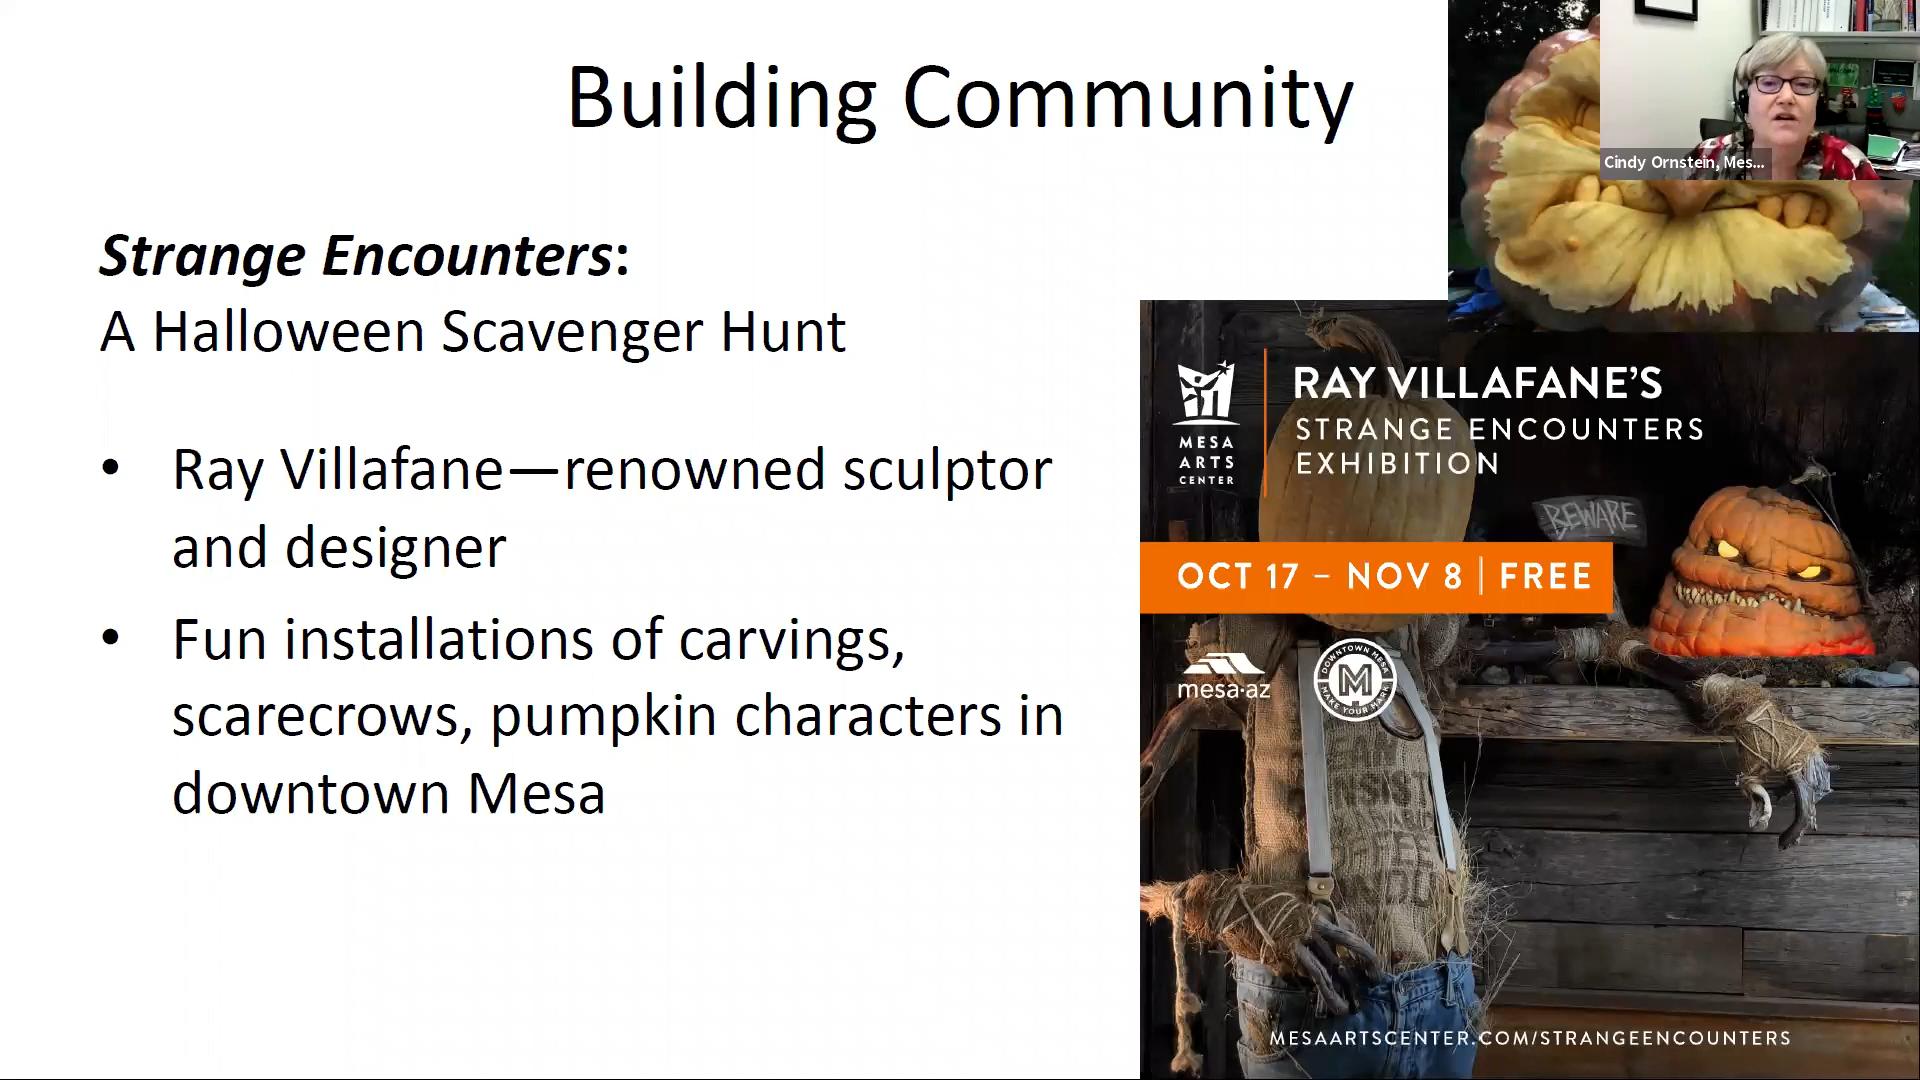 Building Community
Strange Encounters:
A Halloween Scavenger Hunt
• Ray Villafane—renowned sculptor
and designer
• Fun installations of carvings,
scarecrows, pumpkin characters in
downtown Mesa
Cindy Ornstein, Mes...
MESA
ARTS
CENTER
RAY VILLAFANE'S
STRANGE ENCOUNTERS
EXHIBITION
BEWARE
OCT 17 – NOV 8 | FREE
mesa·az
DOWNTOWN MESA
M
MAKE YOUR MARK
MESAARTSCENTER.COM/STRANGEENCOUNTERS